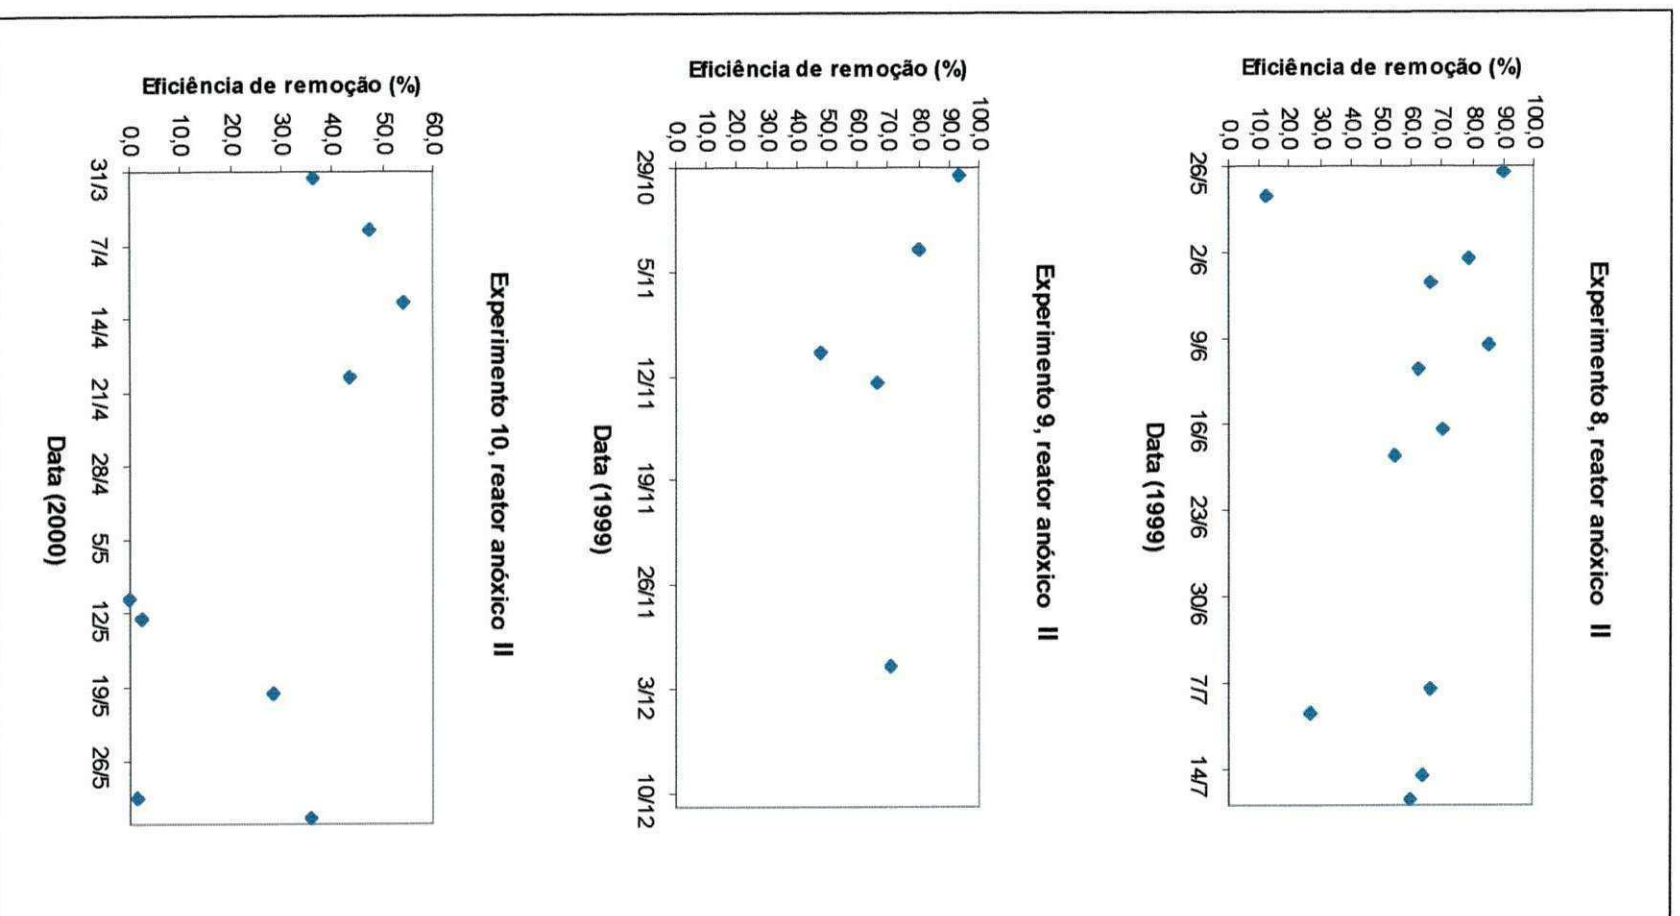 Experimento 8, reator anóxico II
Eficiência de remoção (%)
100,0
90,0
80,0
70,0
60,0
50,0
40,0
30,0
20,0
10,0
0,0
26/5 2/6 9/6 16/6 23/6 30/6 7/7 14/7
Data (1999)
Experimento 9, reator anóxico II
Eficiência de remoção (%)
100,0
90,0
80,0
70,0
60,0
50,0
40,0
30,0
20,0
10,0
0,0
29/10 5/11 12/11 19/11 26/11 3/12 10/12
Data (1999)
Experimento 10, reator anóxico II
Eficiência de remoção (%)
60,0
50,0
40,0
30,0
20,0
10,0
0,0
31/3 7/4 14/4 21/4 28/4 5/5 12/5 19/5 26/5
Data (2000)